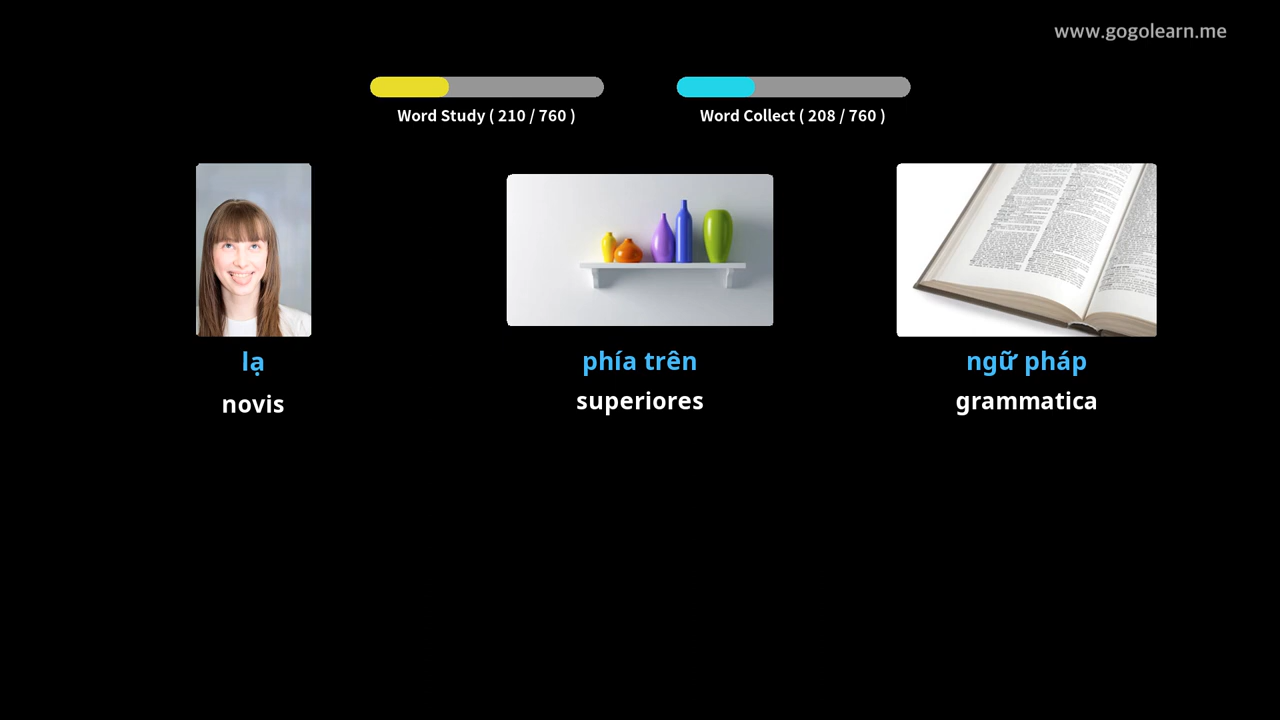 www.gogolearn.me
Word Study ( 210 / 760 )
Word Collect ( 208 / 760 )
lạ
novis
phía trên
superiores
ngữ pháp
grammatica